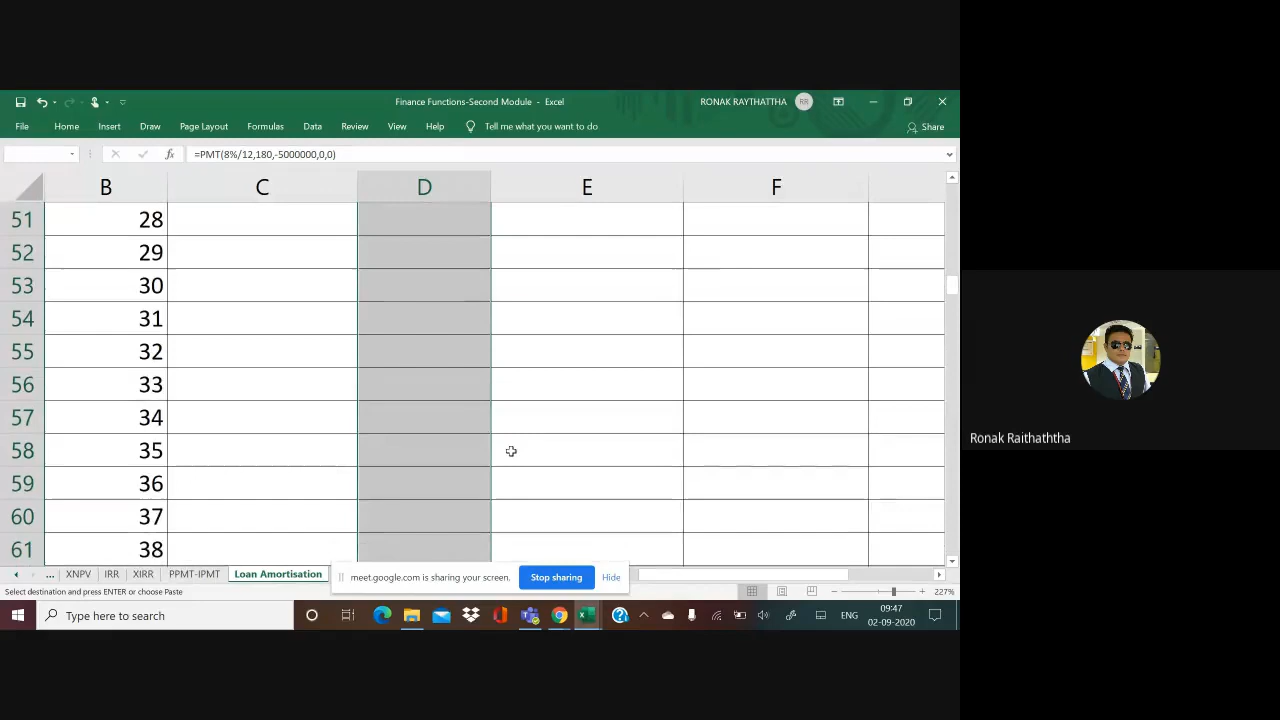 Finance Functions-Second Module - Excel
RONAK RAYTHATTHA RR
File Home Insert Draw Page Layout Formulas Data Review View Help Tell me what you want to do Share
fx =PMT(8%/12,180,-5000000,0,0)
B C D E F
51 28
52 29
53 30
54 31
55 32
56 33
57 34
58 35
59 36
60 37
61 38
... XNPV IRR XIRR PPMT-IPMT Loan Amortisation
meet.google.com is sharing your screen. Stop sharing Hide
Select destination and press ENTER or choose Paste
227%
Type here to search
ENG
09:47
02-09-2020
Ronak Raithaththa